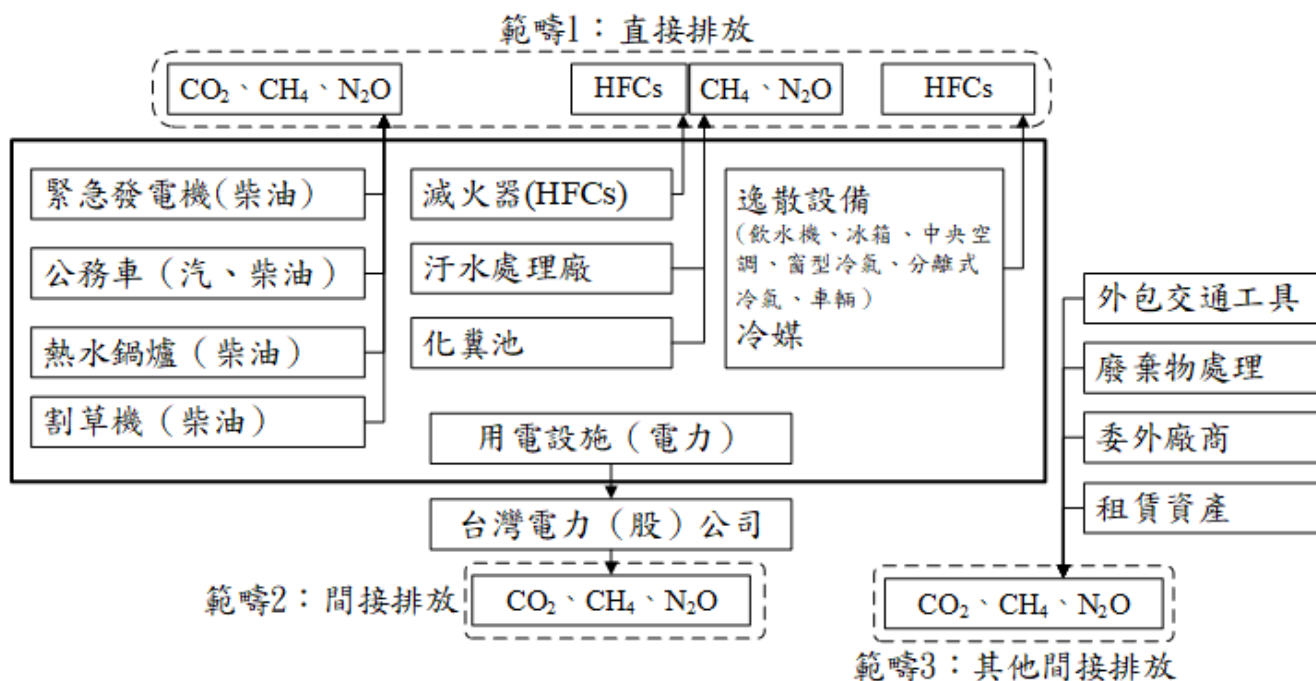 範疇1：直接排放
CO₂、CH₄、N₂O
HFCs
CH₄、N₂O
HFCs
緊急發電機(柴油)
公務車（汽、柴油）
熱水鍋爐（柴油）
割草機（柴油）
滅火器(HFCs)
汙水處理廠
化糞池
逸散設備
（飲水機、冰箱、中央空
調、窗型冷氣、分離式
冷氣、車輛）
冷媒
用電設施（電力）
台灣電力（股）公司
範疇2：間接排放
CO₂、CH₄、N₂O
外包交通工具
廢棄物處理
委外廠商
租賃資產
CO₂、CH₄、N₂O
範疇3：其他間接排放